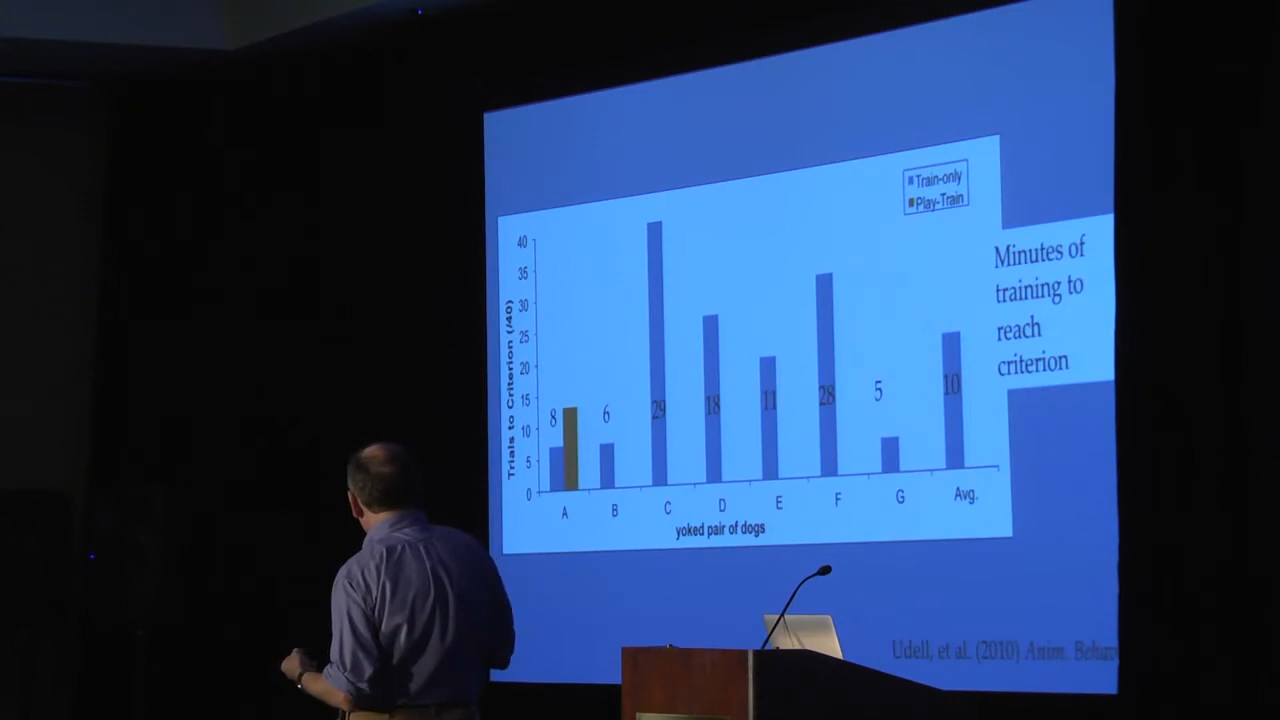 Train-only
Play-Train
Minutes of
training to
reach
criterion
Trials to Criterion (/40)
40
35
30
25
20
15
10
5
0
8
6
29
18
11
28
5
10
A
B
C
D
E
F
G
Avg.
yoked pair of dogs
Udell, et al. (2010) Anim. Behav